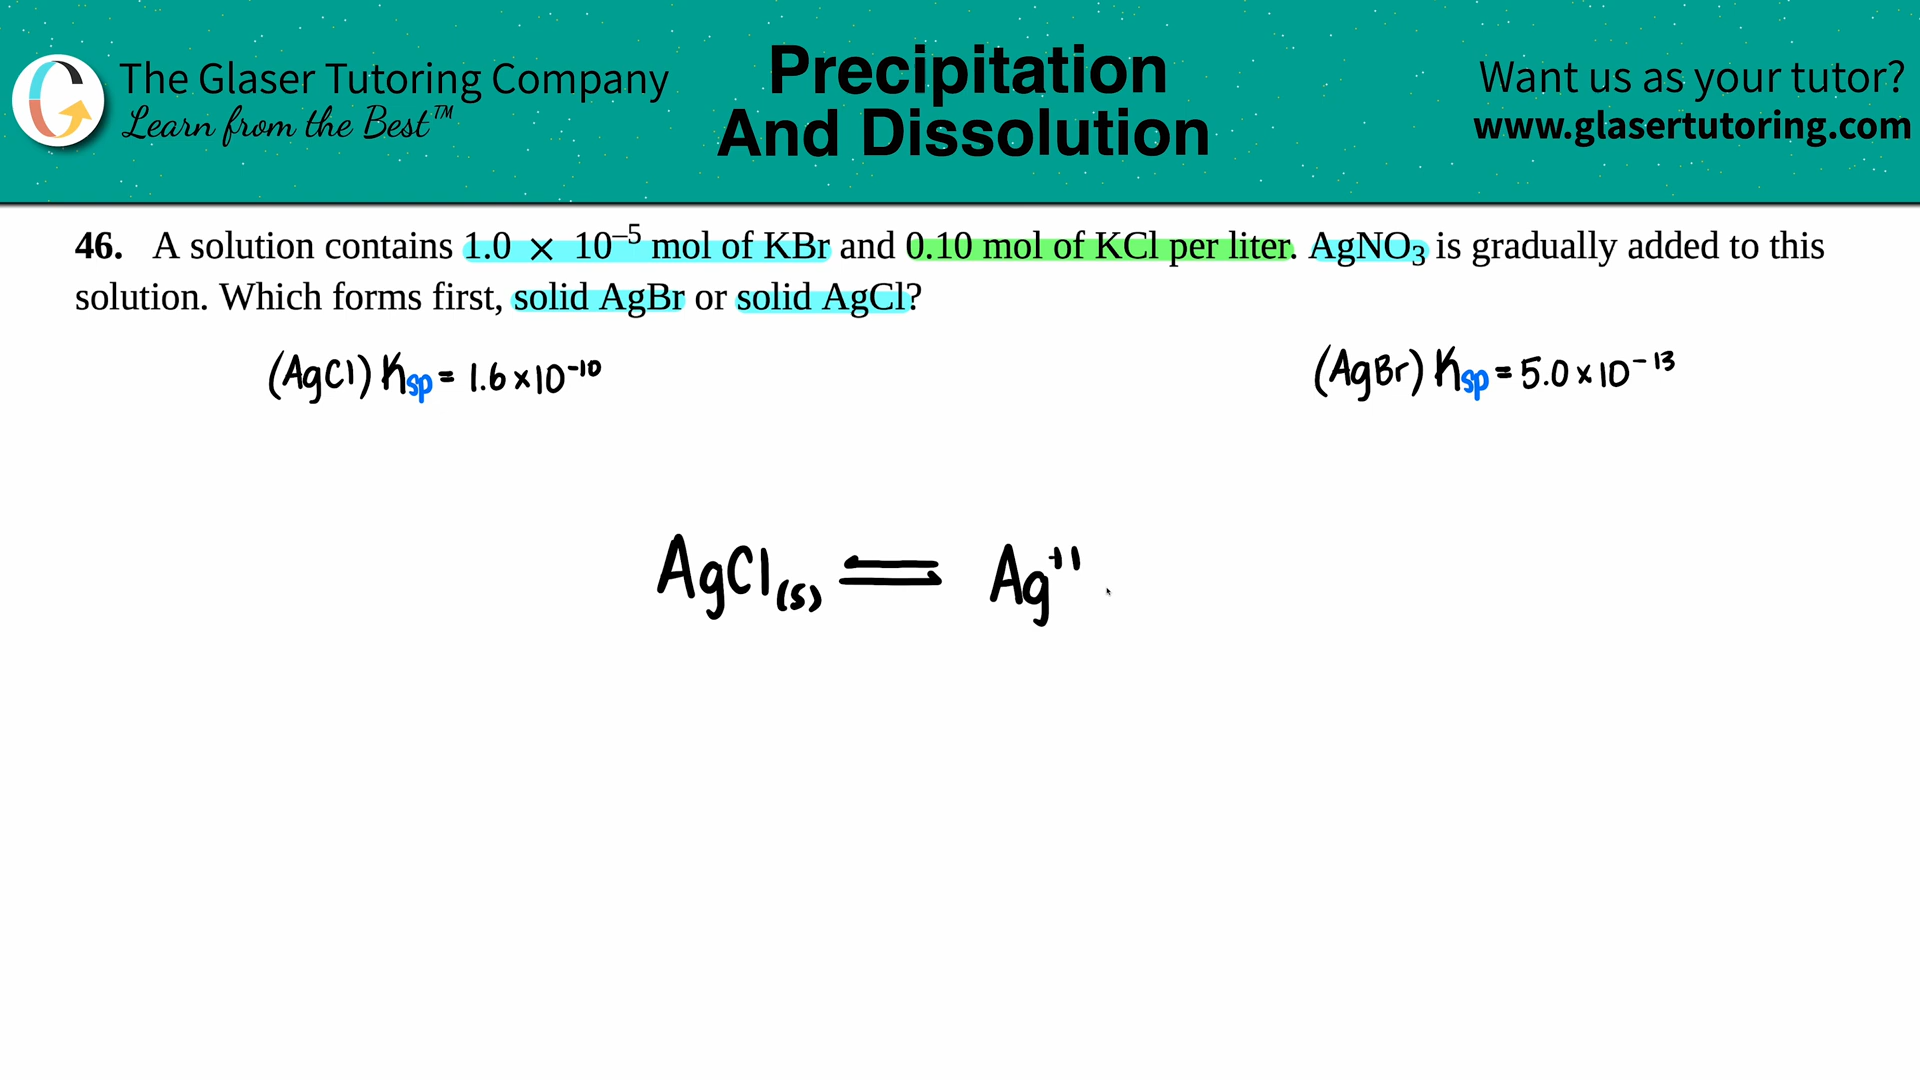 The Glaser Tutoring Company
Learn from the Best™
Precipitation
And Dissolution
Want us as your tutor?
www.glasertutoring.com
46. A solution contains 1.0 × 10⁻⁵ mol of KBr and 0.10 mol of KCl per liter. AgNO₃ is gradually added to this
solution. Which forms first, solid AgBr or solid AgCl?
(AgCl) Ksp = 1.6 x 10⁻¹⁰
(AgBr) Ksp = 5.0 x 10⁻¹³
AgCl(s) ⇌ Ag⁺¹